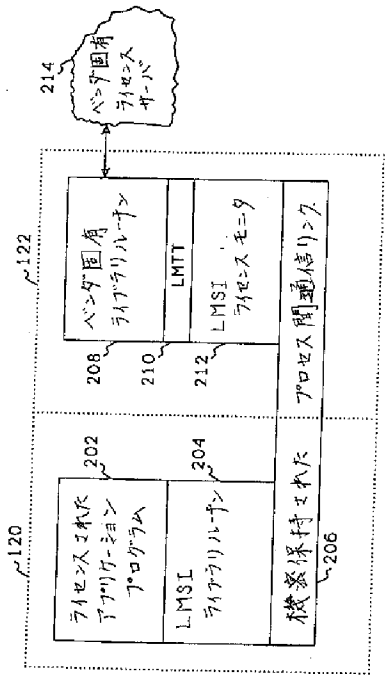 120
122
ライセンスされた
アプリケーション
プログラム
202
LMSI
ライブラリルーチン
204
機密保持された プロセス間通信リンク
206
ベンダ固有
ライブラリルーチン
208
LMTT
210
LMSI
ライセンスモニタ
212
ベンダ固有
ライセンス
サーバ
214